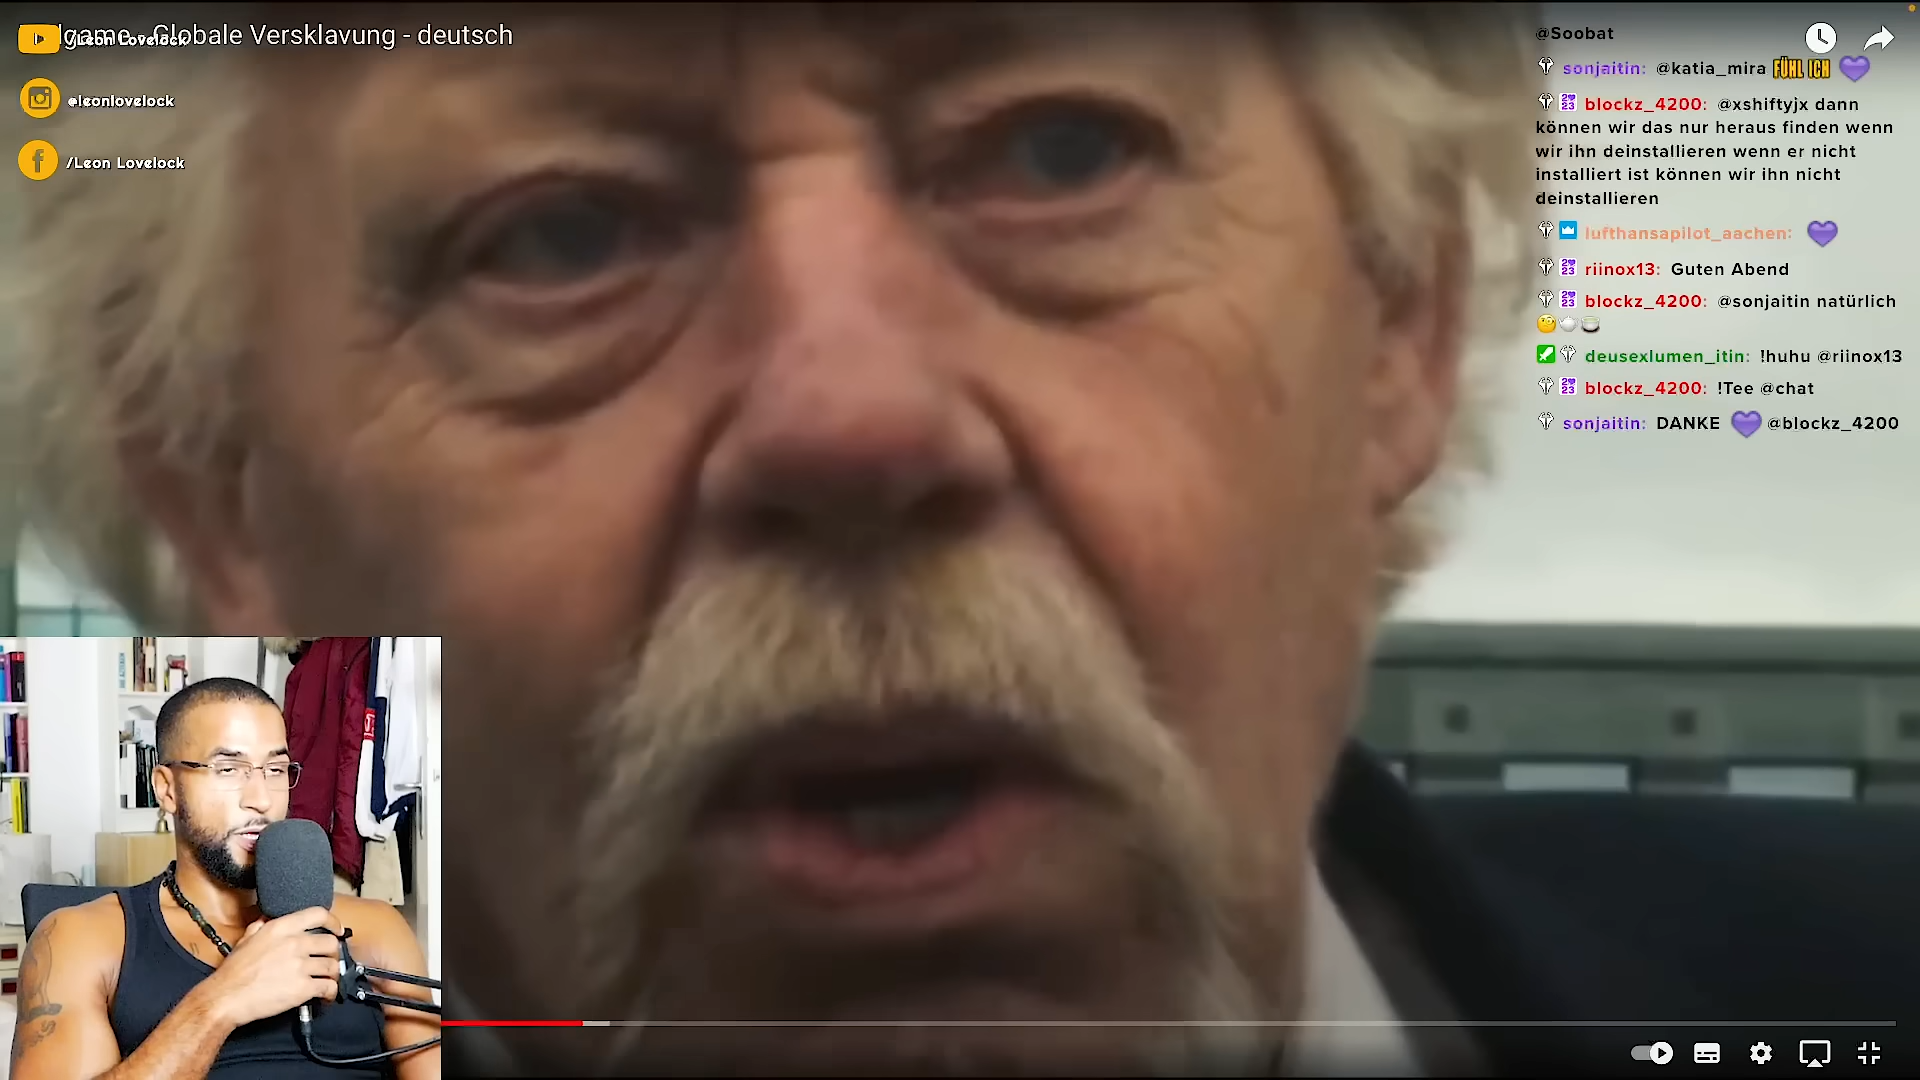 Globale Versklavung - deutsch
/Leon Lovelock
@leonlovelock
/Leon Lovelock
@Soobat
sonjaitin: @katia_mira FÜHL ICH 💜
blockz_4200: @xshiftyjx dann
können wir das nur heraus finden wenn
wir ihn deinstallieren wenn er nicht
installiert ist können wir ihn nicht
deinstallieren
lufthansapilot_aachen: 💜
riinox13: Guten Abend
blockz_4200: @sonjaitin natürlich
deusexlumen_itin: !huhu @riinox13
blockz_4200: !Tee @chat
sonjaitin: DANKE 💜 @blockz_4200